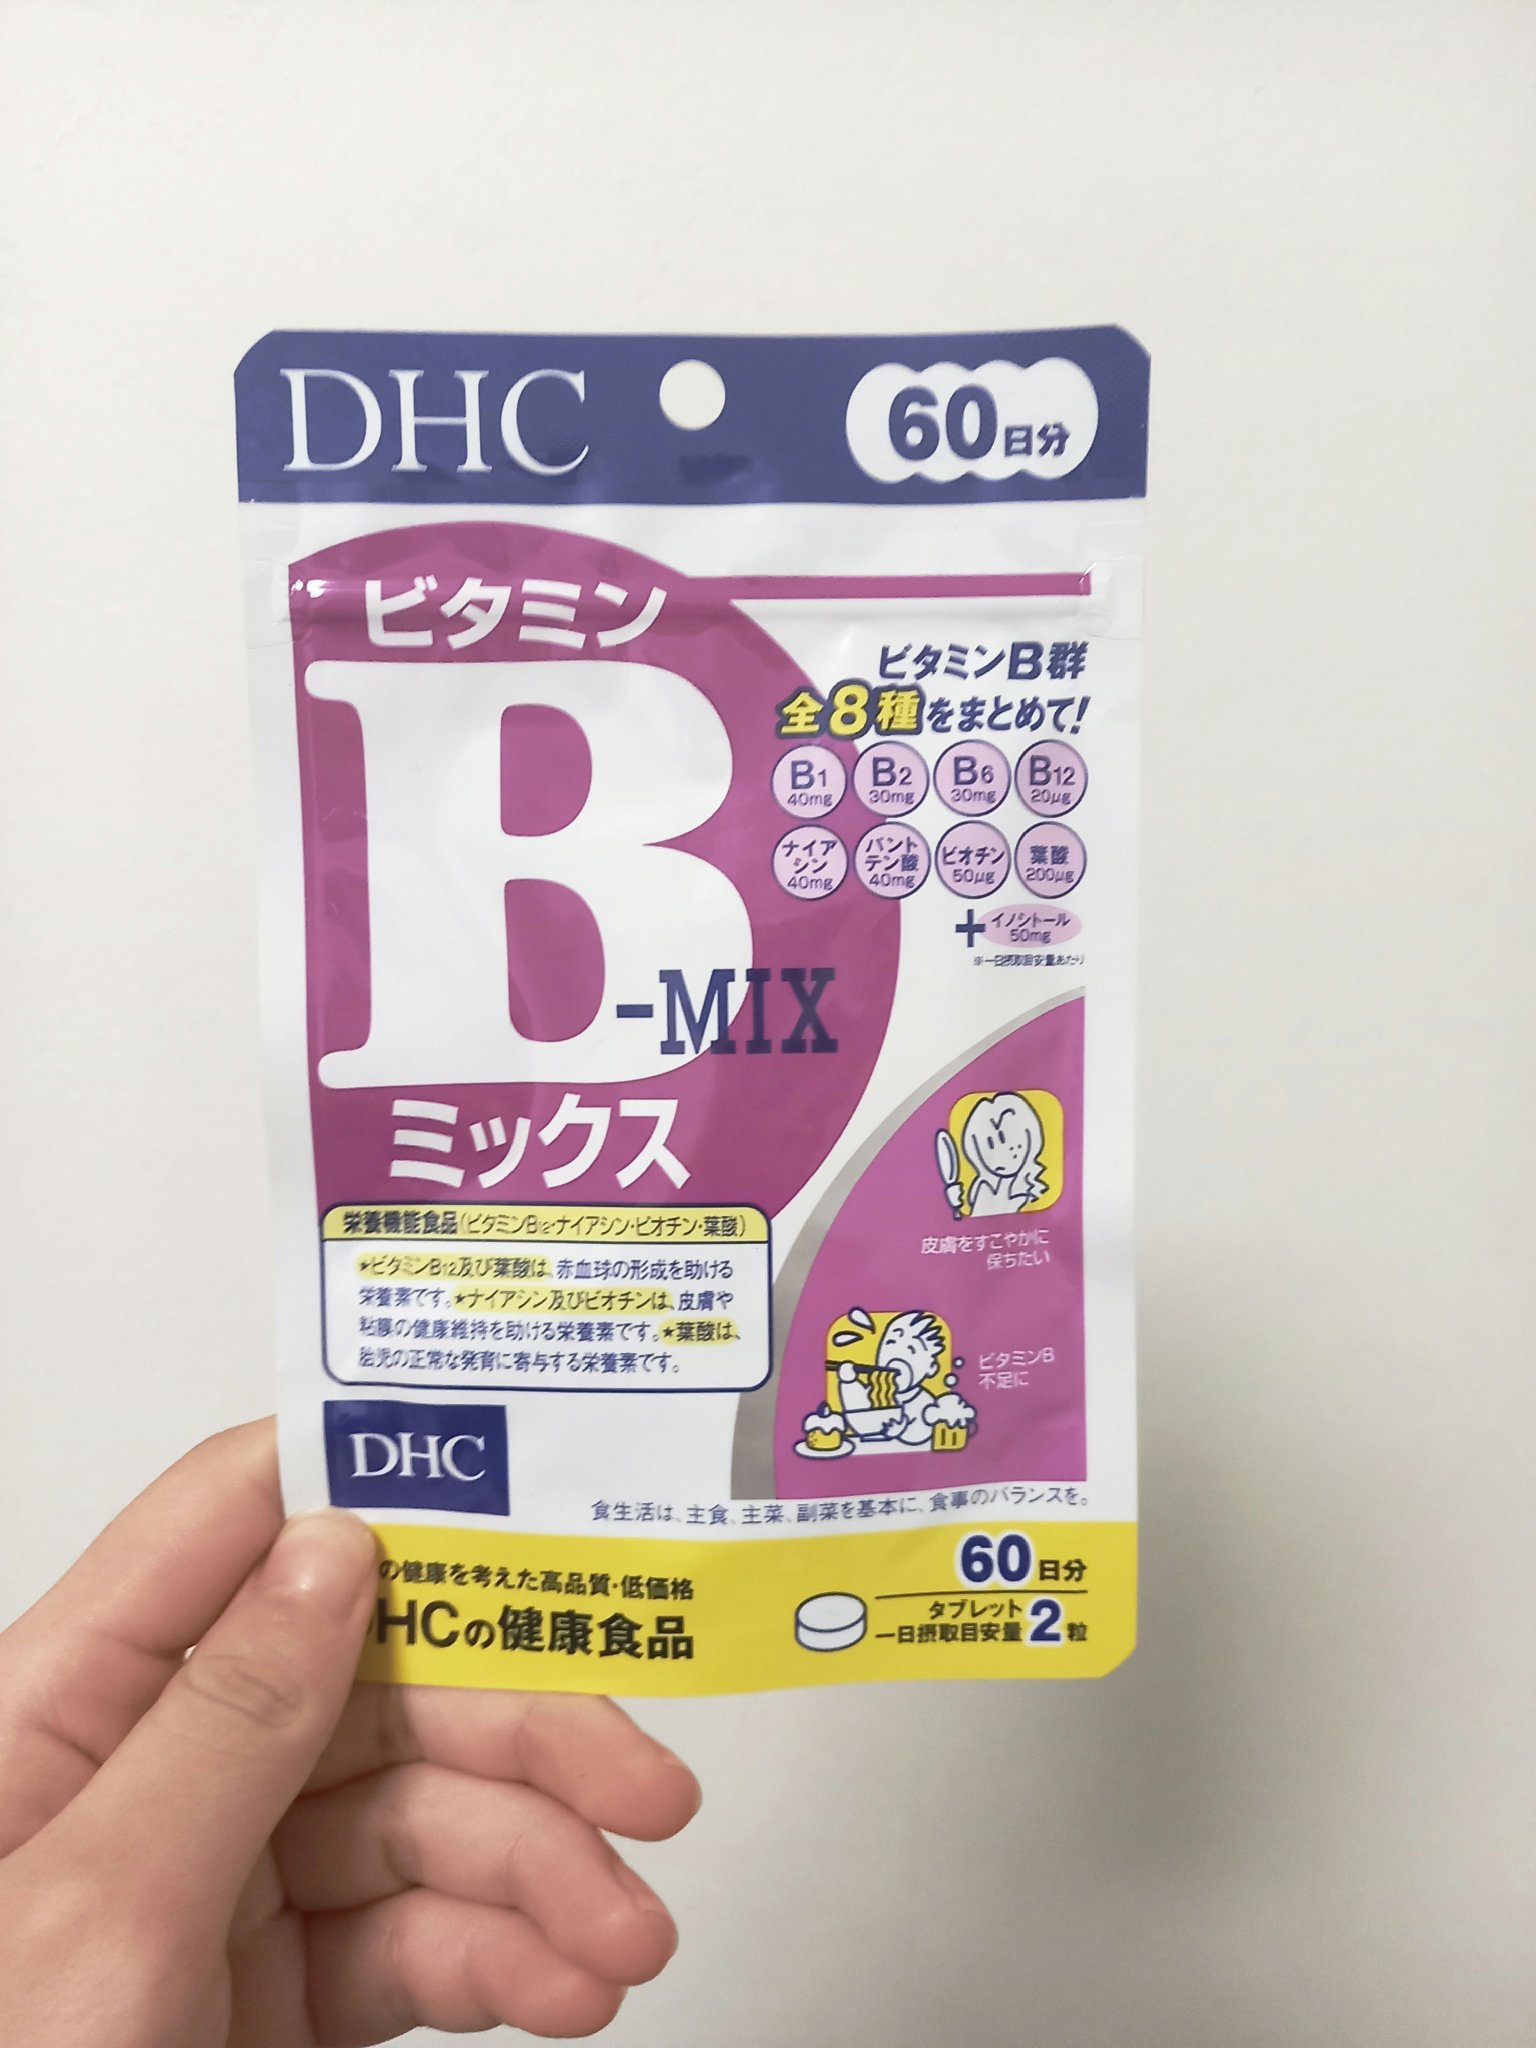 DHC
60日分
ビタミン
B
-MIX
ミックス
ビタミンB群
全8種をまとめて!
B1
40mg
B2
30mg
B6
30mg
B12
20μg
ナイア
シン
40mg
パント
テン酸
40mg
ビオチン
50μg
葉酸
200μg
+イノシトール
50mg
※一日摂取目安量あたり
皮膚をすこやかに
保ちたい
ビタミンB
不足に
栄養機能食品(ビタミンB12・ナイアシン・ビオチン・葉酸)
★ビタミンB12及び葉酸は、赤血球の形成を助ける
栄養素です。★ナイアシン及びビオチンは、皮膚や
粘膜の健康維持を助ける栄養素です。★葉酸は、
胎児の正常な発育に寄与する栄養素です。
DHC
食生活は、主食、主菜、副菜を基本に、食事のバランスを。
の健康を考えた高品質・低価格
HCの健康食品
60日分
タブレット
一日摂取目安量 2粒